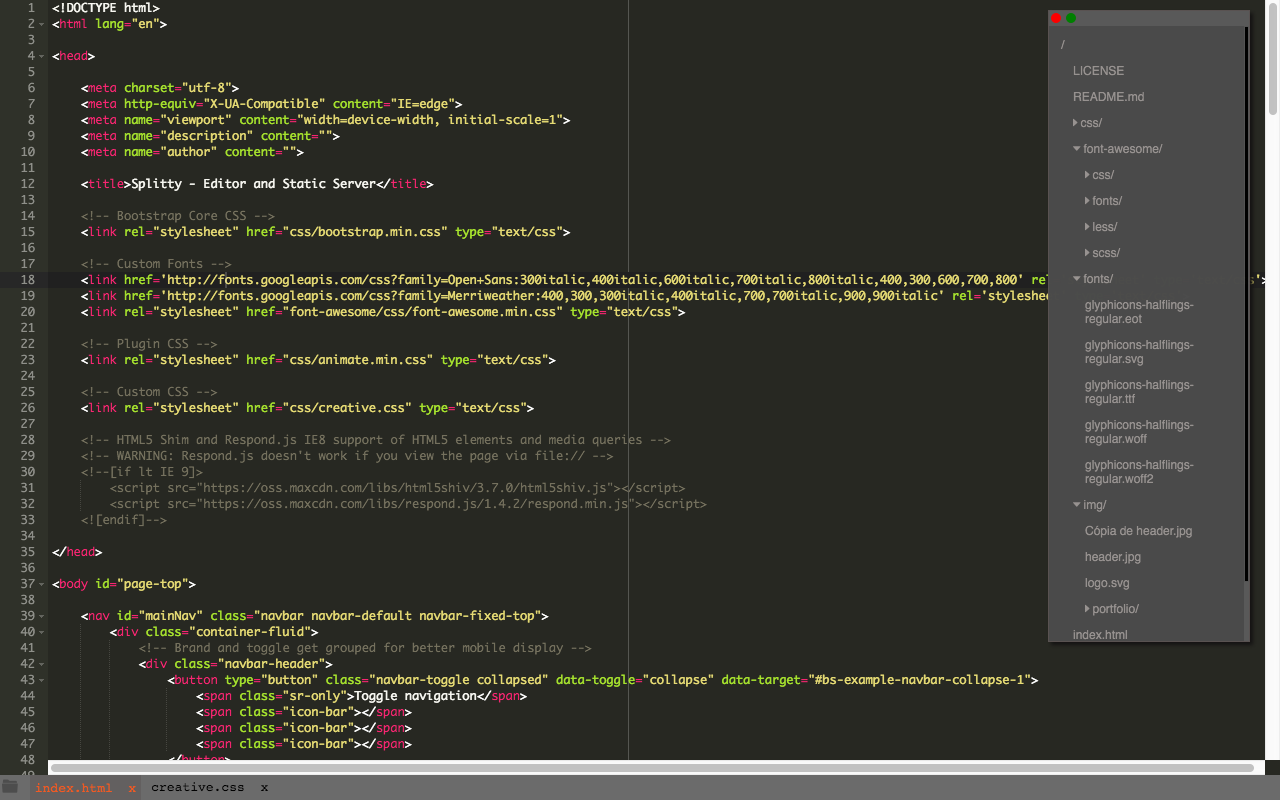 1 <!DOCTYPE html>
2 <html lang="en">
3
4 <head>
5
6 <meta charset="utf-8">
7 <meta http-equiv="X-UA-Compatible" content="IE=edge">
8 <meta name="viewport" content="width=device-width, initial-scale=1">
9 <meta name="description" content="">
10 <meta name="author" content="">
11
12 <title>Splitty - Editor and Static Server</title>
13
14 <!-- Bootstrap Core CSS -->
15 <link rel="stylesheet" href="css/bootstrap.min.css" type="text/css">
16
17 <!-- Custom Fonts -->
18 <link href='http://fonts.googleapis.com/css?family=Open+Sans:300italic,400italic,600italic,700italic,800italic,400,300,600,700,800' rel
19 <link href='http://fonts.googleapis.com/css?family=Merriweather:400,300,300italic,400italic,700,700italic,900,900italic' rel='styleshe
20 <link rel="stylesheet" href="font-awesome/css/font-awesome.min.css" type="text/css">
21
22 <!-- Plugin CSS -->
23 <link rel="stylesheet" href="css/animate.min.css" type="text/css">
24
25 <!-- Custom CSS -->
26 <link rel="stylesheet" href="css/creative.css" type="text/css">
27
28 <!-- HTML5 Shim and Respond.js IE8 support of HTML5 elements and media queries -->
29 <!-- WARNING: Respond.js doesn't work if you view the page via file:// -->
30 <!--[if lt IE 9]>
31 <script src="https://oss.maxcdn.com/libs/html5shiv/3.7.0/html5shiv.js"></script>
32 <script src="https://oss.maxcdn.com/libs/respond.js/1.4.2/respond.min.js"></script>
33 <![endif]-->
34
35 </head>
36
37 <body id="page-top">
38
39 <nav id="mainNav" class="navbar navbar-default navbar-fixed-top">
40 <div class="container-fluid">
41 <!-- Brand and toggle get grouped for better mobile display -->
42 <div class="navbar-header">
43 <button type="button" class="navbar-toggle collapsed" data-toggle="collapse" data-target="#bs-example-navbar-collapse-1">
44 <span class="sr-only">Toggle navigation</span>
45 <span class="icon-bar"></span>
46 <span class="icon-bar"></span>
47 <span class="icon-bar"></span>
48 </button>
49
/
LICENSE
README.md
css/
font-awesome/
css/
fonts/
less/
scss/
fonts/
glyphicons-halflings-
regular.eot
glyphicons-halflings-
regular.svg
glyphicons-halflings-
regular.ttf
glyphicons-halflings-
regular.woff
glyphicons-halflings-
regular.woff2
img/
Cópia de header.jpg
header.jpg
logo.svg
portfolio/
index.html
index.html x creative.css x